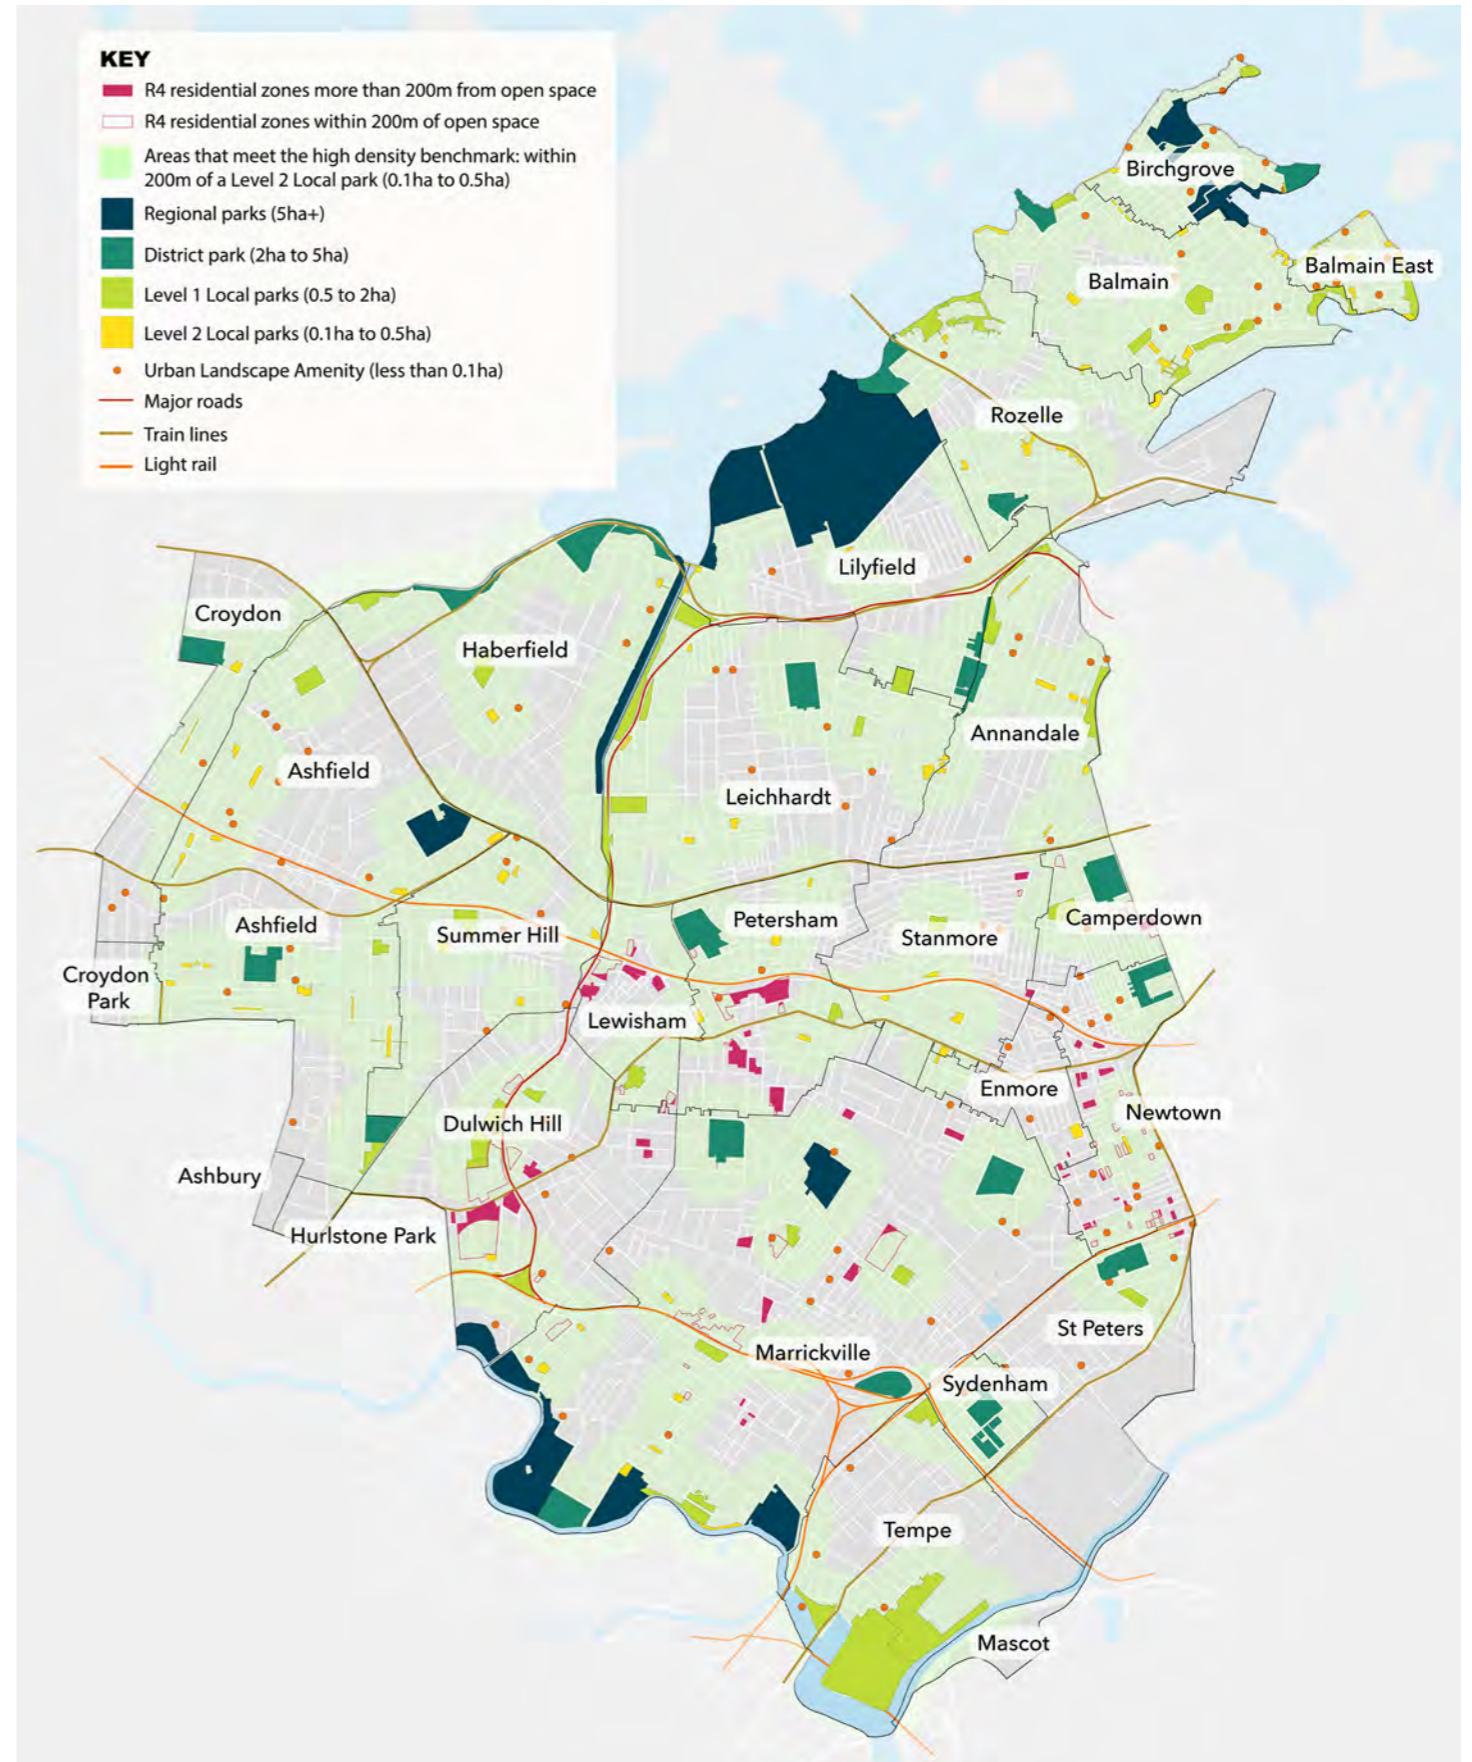 KEY
R4 residential zones more than 200m from open space
R4 residential zones within 200m of open space
Areas that meet the high density benchmark: within
200m of a Level 2 Local park (0.1ha to 0.5ha)
Regional parks (5ha+)
District park (2ha to 5ha)
Level 1 Local parks (0.5 to 2ha)
Level 2 Local parks (0.1ha to 0.5ha)
Urban Landscape Amenity (less than 0.1ha)
Major roads
Train lines
Light rail
Birchgrove
Balmain East
Balmain
Rozelle
Lilyfield
Croydon
Haberfield
Annandale
Ashfield
Leichhardt
Petersham
Camperdown
Ashfield
Summer Hill
Stanmore
Croydon
Park
Lewisham
Enmore
Newtown
Dulwich Hill
Ashbury
Hurlstone Park
St Peters
Marrickville
Sydenham
Tempe
Mascot